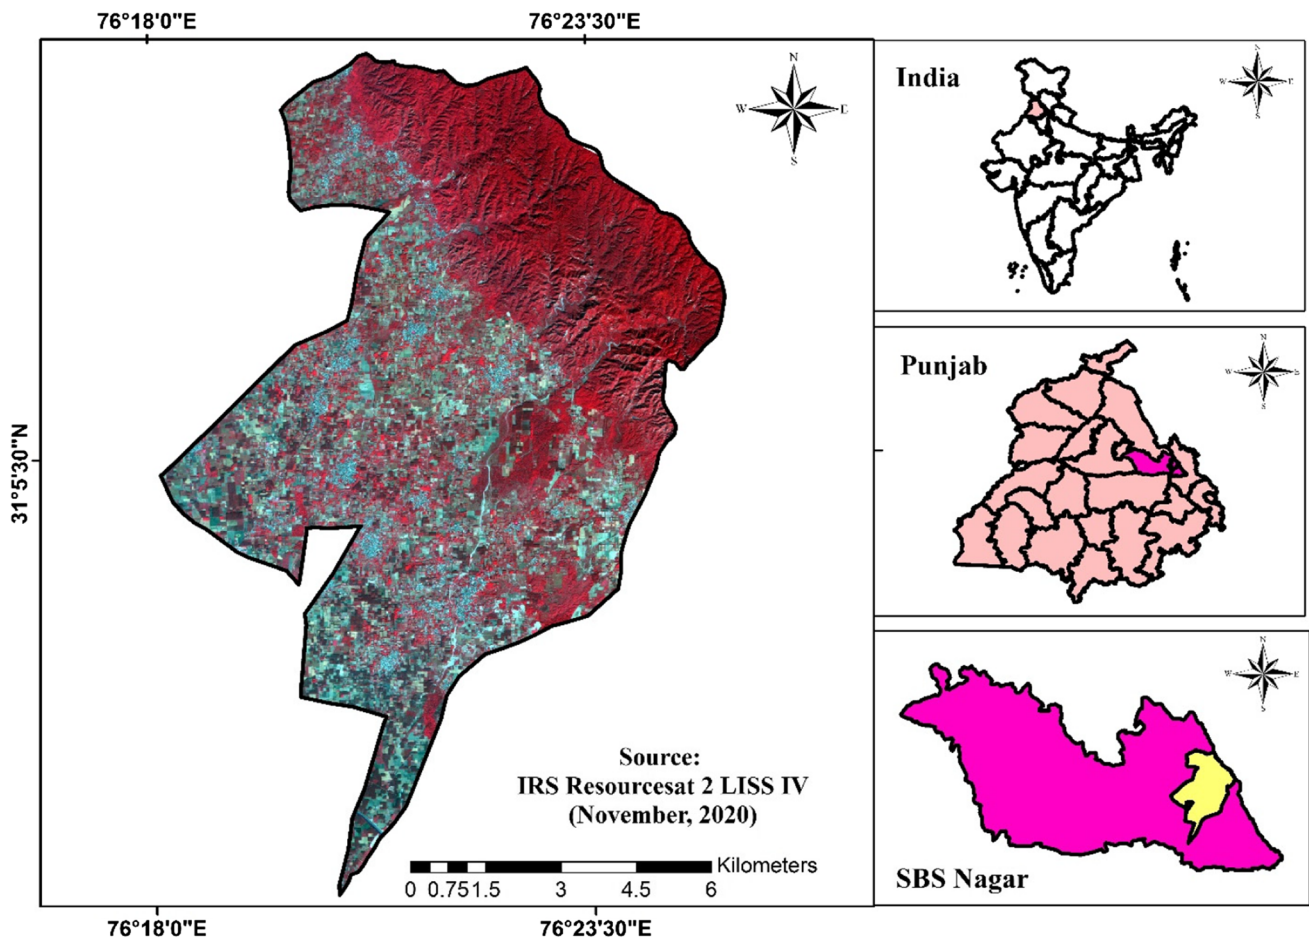 76°18'0"E
76°23'30"E
N
W
E
S
31°5'30"N
Source:
IRS Resourcesat 2 LISS IV
(November, 2020)
Kilometers
0 0.75 1.5 3 4.5 6
76°18'0"E
76°23'30"E
India
N
W
E
S
Punjab
N
W
E
S
N
W
E
S
SBS Nagar